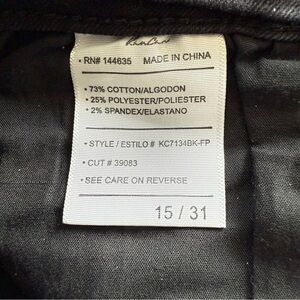 KanCan
• RN# 144635 MADE IN CHINA
• 73% COTTON/ALGODON
• 25% POLYESTER/POLIESTER
• 2% SPANDEX/ELASTANO
• STYLE / ESTILO # KC7134BK-FP
• CUT # 39083
• SEE CARE ON REVERSE
15 / 31